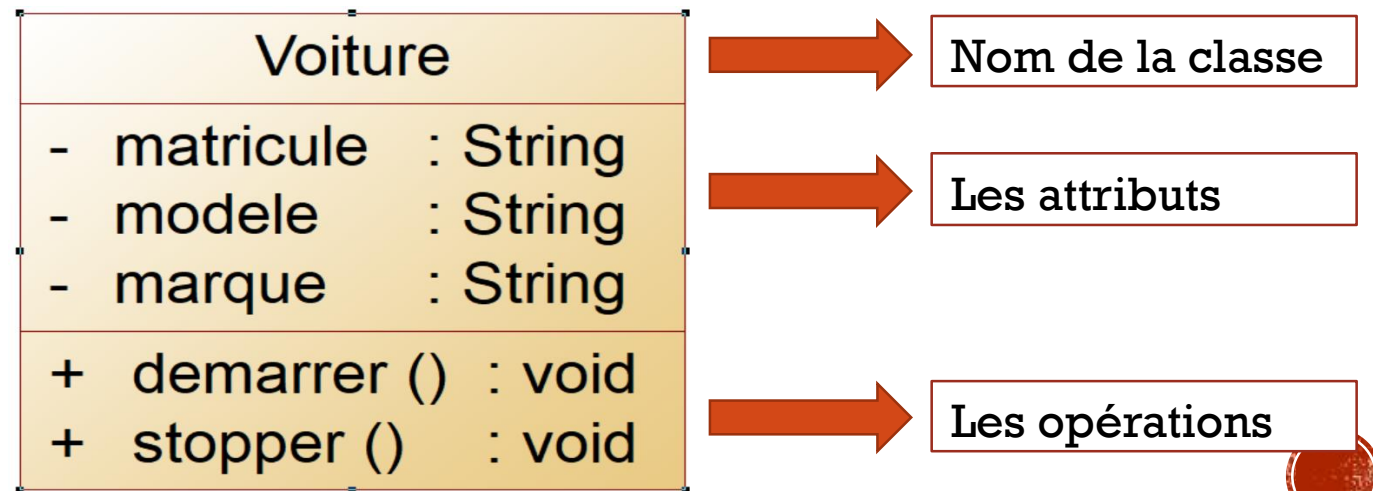 Voiture
Nom de la classe
- matricule : String
- modele : String
- marque : String
Les attributs
+ demarrer () : void
+ stopper () : void
Les opérations